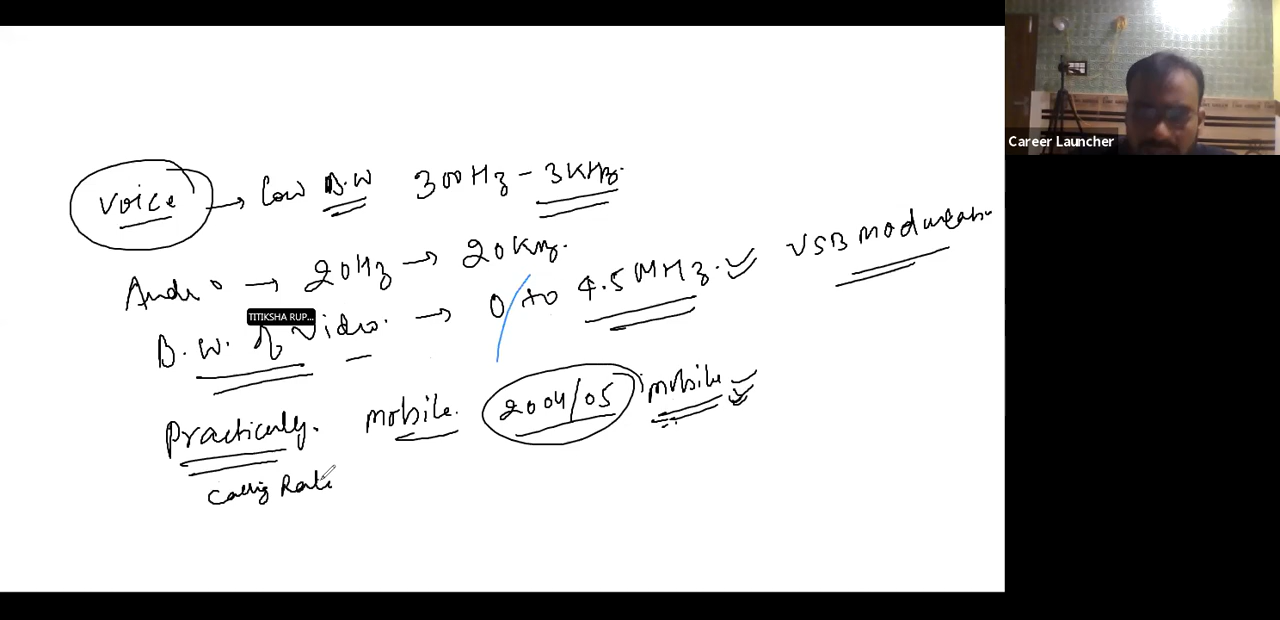 Career Launcher
Voice → Low B.W 300Hz - 3KHz.
Audio → 20Hz → 20KHz.
VSB modulation
TITIKSHA RUP...
B.W. of Video. → 0 to 4.5MHz.
Practically. mobile. 2004/05 mobile
Calling Rate